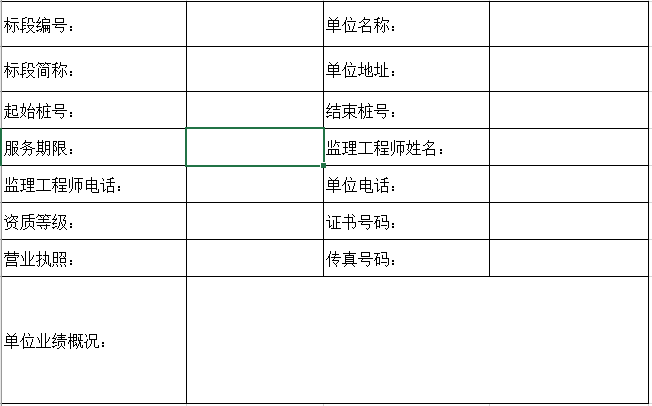 标段编号： 单位名称：
标段简称： 单位地址：
起始桩号： 结束桩号：
服务期限： 监理工程师姓名：
监理工程师电话： 单位电话：
资质等级： 证书号码：
营业执照： 传真号码：
单位业绩概况：